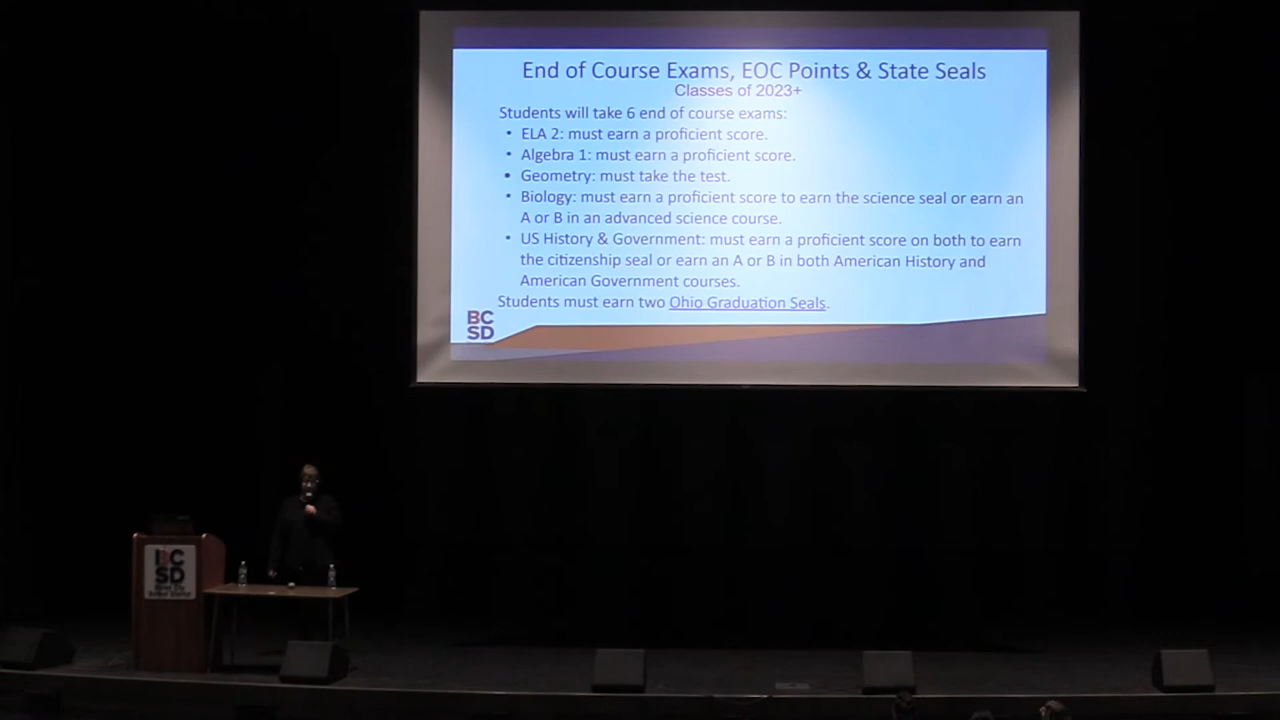 End of Course Exams, EOC Points & State Seals
Classes of 2023+
Students will take 6 end of course exams:
• ELA 2: must earn a proficient score.
• Algebra 1: must earn a proficient score.
• Geometry: must take the test.
• Biology: must earn a proficient score to earn the science seal or earn an
A or B in an advanced science course.
• US History & Government: must earn a proficient score on both to earn
the citizenship seal or earn an A or B in both American History and
American Government courses.
Students must earn two Ohio Graduation Seals.
BC
SD
BC
SD